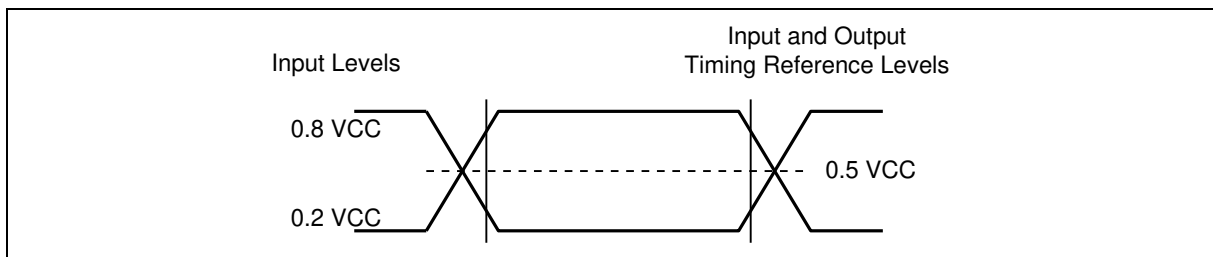 Input Levels
Input and Output
Timing Reference Levels
0.8 VCC
0.5 VCC
0.2 VCC